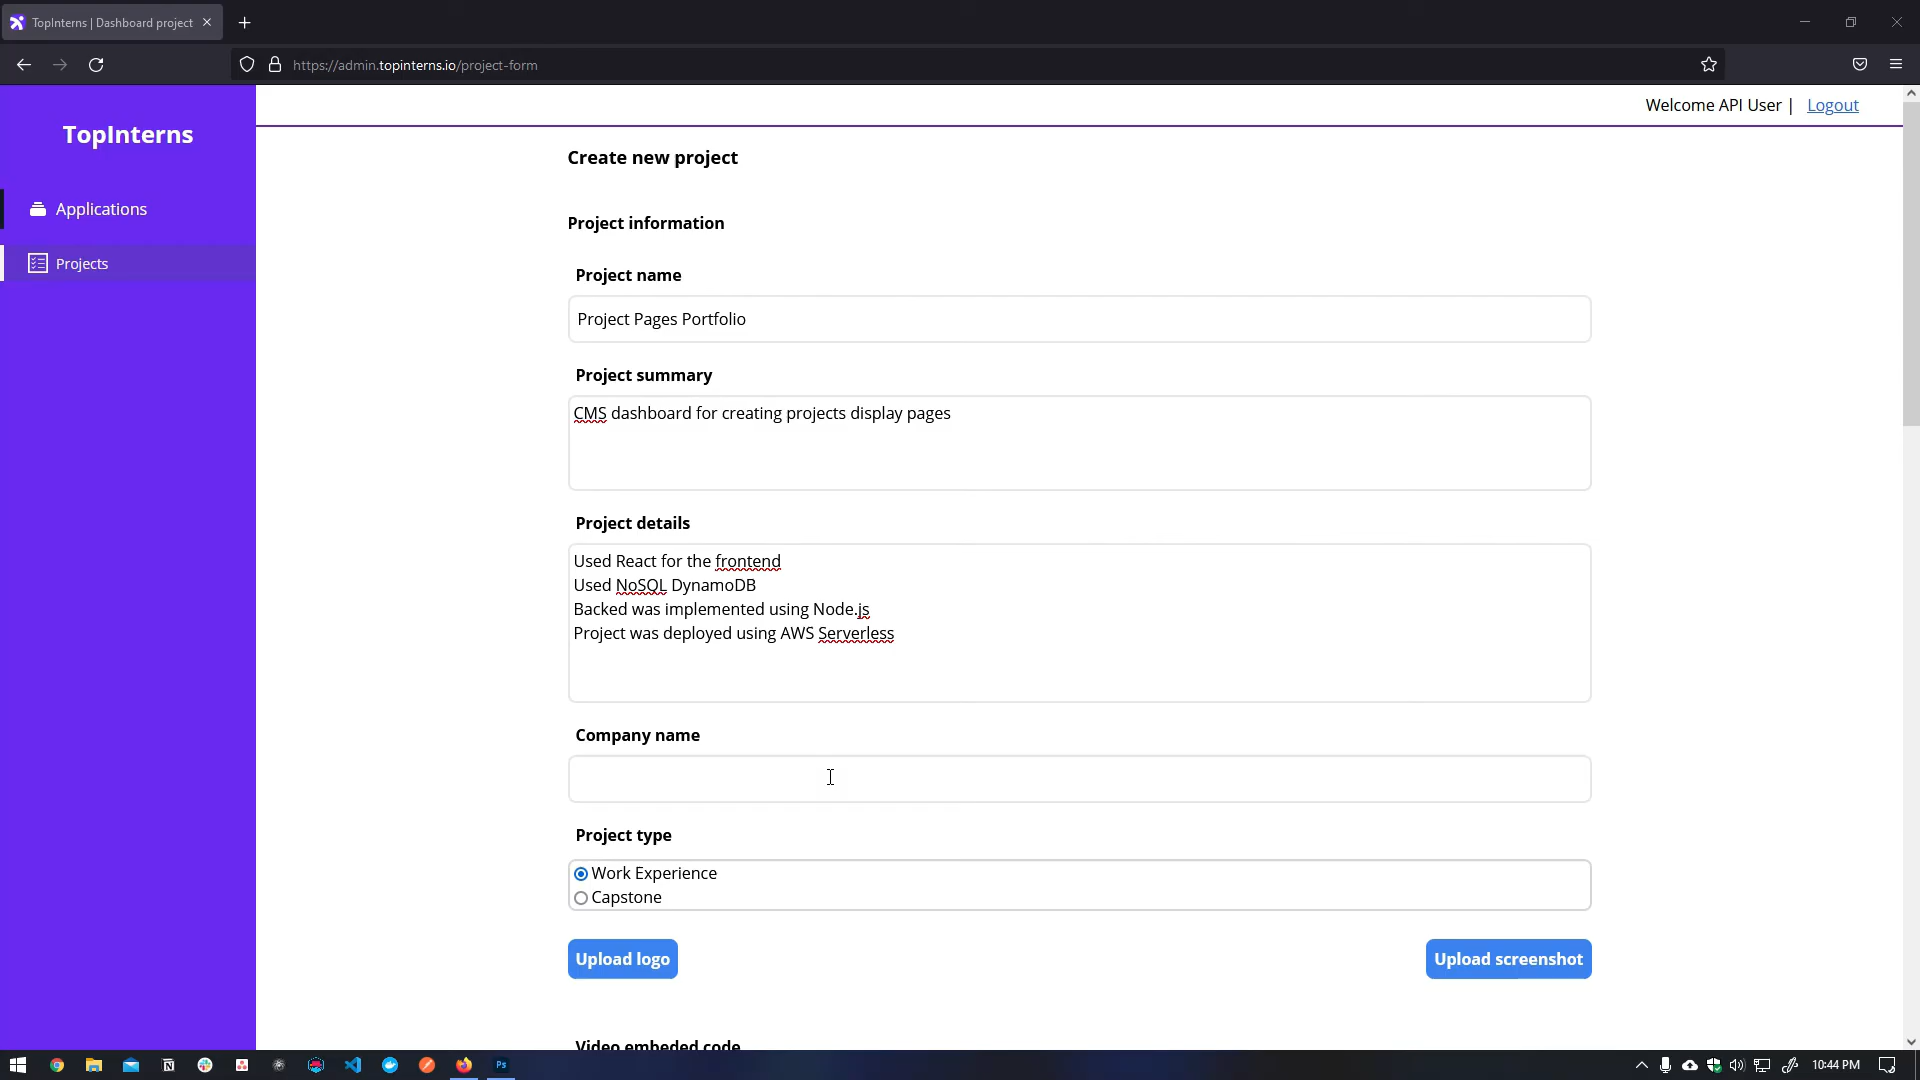 TopInterns | Dashboard project
https://admin.topinterns.io/project-form
Welcome API User | Logout
TopInterns
Applications
Projects
Create new project
Project information
Project name
Project Pages Portfolio
Project summary
CMS dashboard for creating projects display pages
Project details
Used React for the frontend
Used NoSQL DynamoDB
Backed was implemented using Node.js
Project was deployed using AWS Serverless
Company name
Project type
Work Experience
Capstone
Upload logo
Upload screenshot
Video embeded code
Ps
10:44 PM